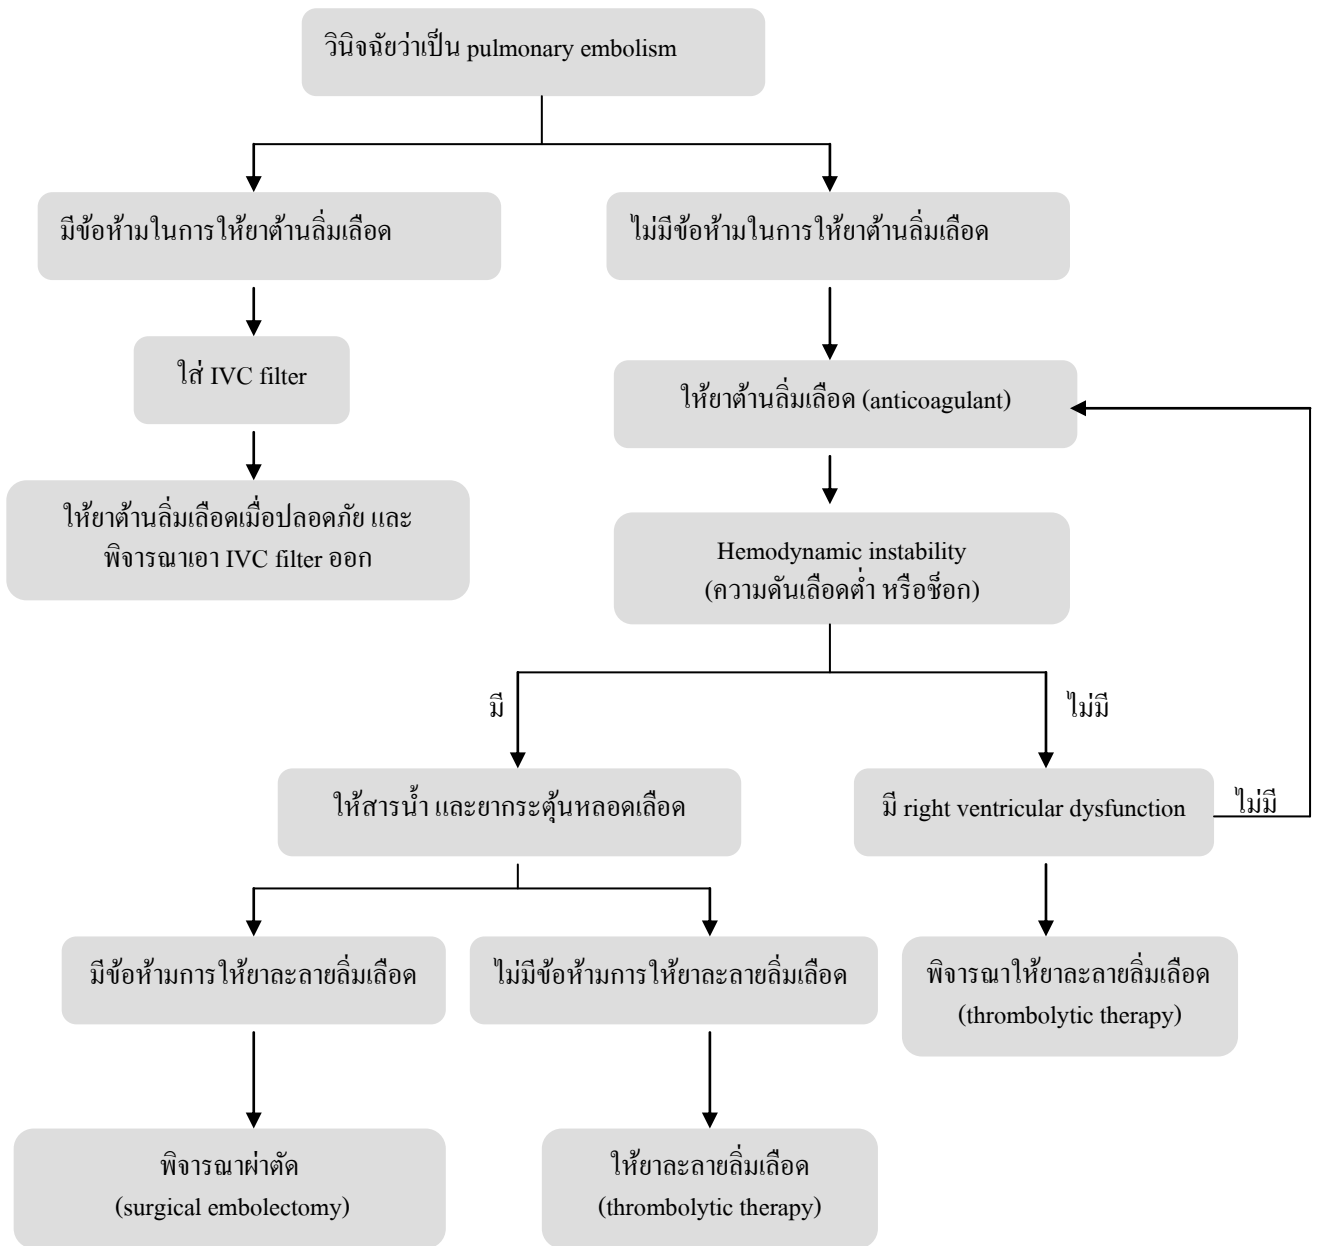 วินิจฉัยว่าเป็น pulmonary embolism
มีข้อห้ามในการให้ยาต้านลิ่มเลือด
ไม่มีข้อห้ามในการให้ยาต้านลิ่มเลือด
ใส่ IVC filter
ให้ยาต้านลิ่มเลือด (anticoagulant)
ให้ยาต้านลิ่มเลือดเมื่อปลอดภัย และ
พิจารณาเอา IVC filter ออก
Hemodynamic instability
(ความดันเลือดต่ำ หรือช็อก)
มี
ไม่มี
ให้สารน้ำ และยากระตุ้นหลอดเลือด
มี right ventricular dysfunction
ไม่มี
มีข้อห้ามการให้ยาละลายลิ่มเลือด
ไม่มีข้อห้ามการให้ยาละลายลิ่มเลือด
พิจารณาให้ยาละลายลิ่มเลือด
(thrombolytic therapy)
พิจารณาผ่าตัด
(surgical embolectomy)
ให้ยาละลายลิ่มเลือด
(thrombolytic therapy)